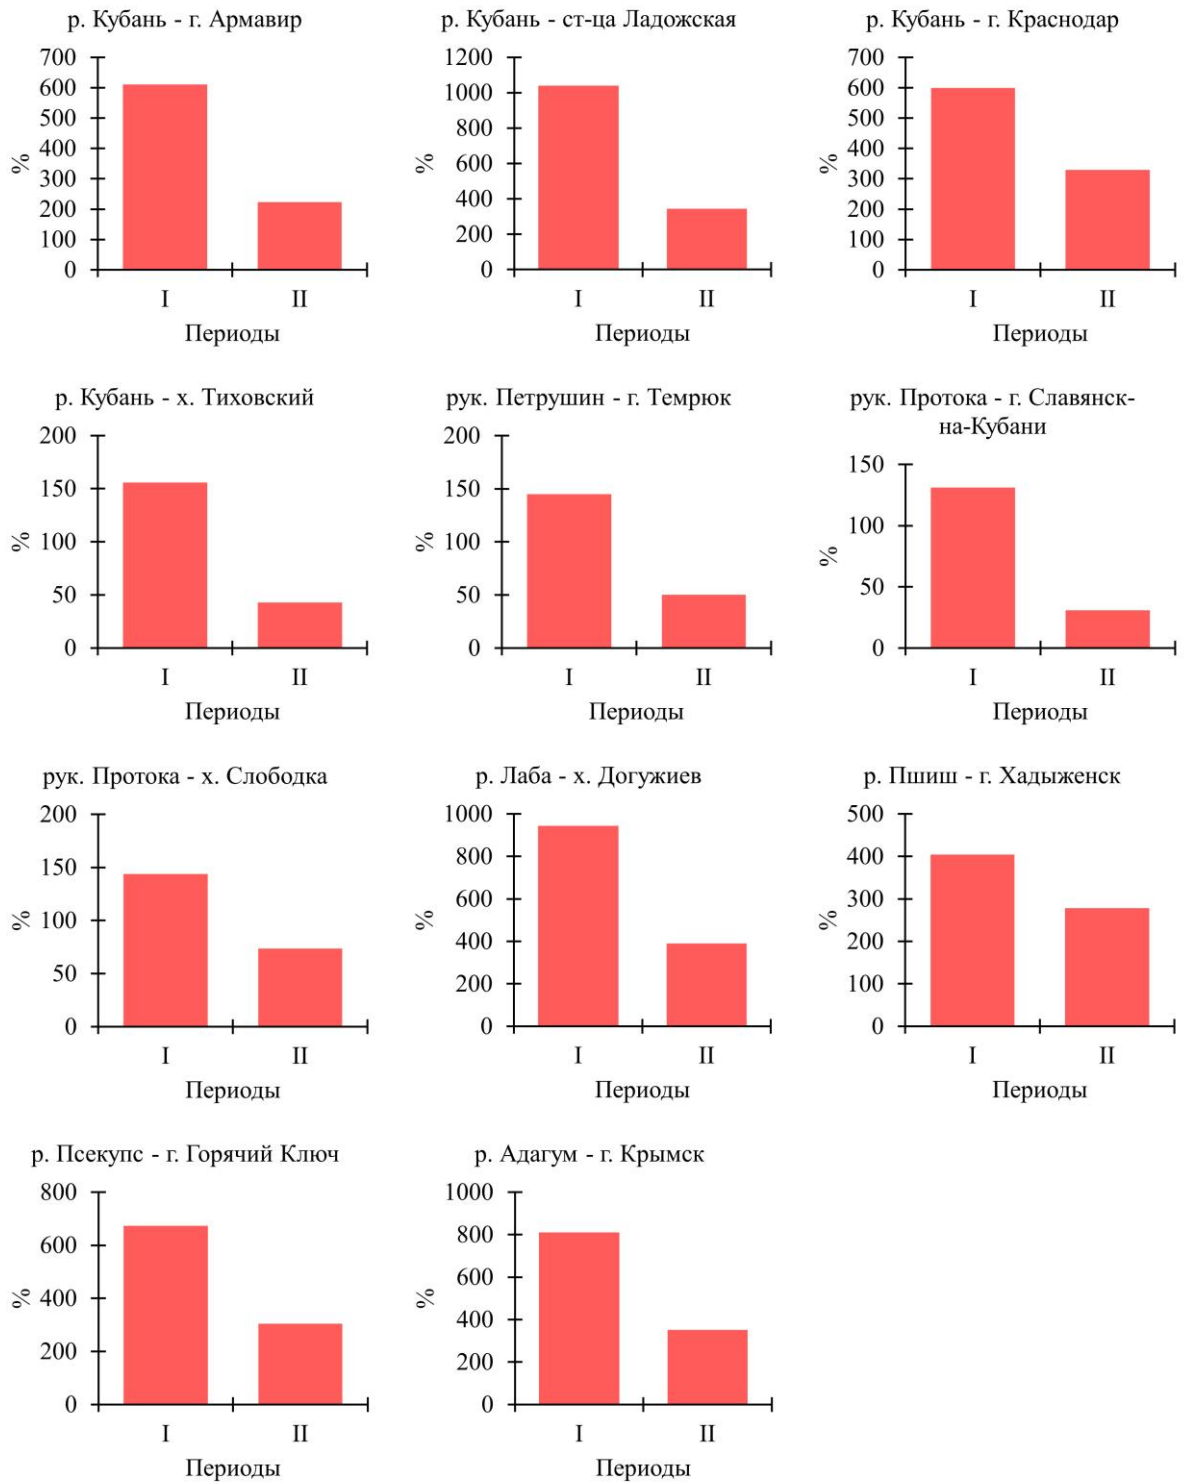 р. Кубань - г. Армавир
700
600
500
400
300
200
100
0
%
I II
Периоды
р. Кубань - ст-ца Ладожская
1200
1000
800
600
400
200
0
%
I II
Периоды
р. Кубань - г. Краснодар
700
600
500
400
300
200
100
0
%
I II
Периоды
р. Кубань - х. Тиховский
200
150
100
50
0
%
I II
Периоды
рук. Петрушин - г. Темрюк
200
150
100
50
0
%
I II
Периоды
рук. Протока - г. Славянск-
на-Кубани
150
100
50
0
%
I II
Периоды
рук. Протока - х. Слободка
200
150
100
50
0
%
I II
Периоды
р. Лаба - х. Догужиев
1000
800
600
400
200
0
%
I II
Периоды
р. Пшиш - г. Хадыженск
500
400
300
200
100
0
%
I II
Периоды
р. Псекупс - г. Горячий Ключ
800
600
400
200
0
%
I II
Периоды
р. Адагум - г. Крымск
1000
800
600
400
200
0
%
I II
Периоды